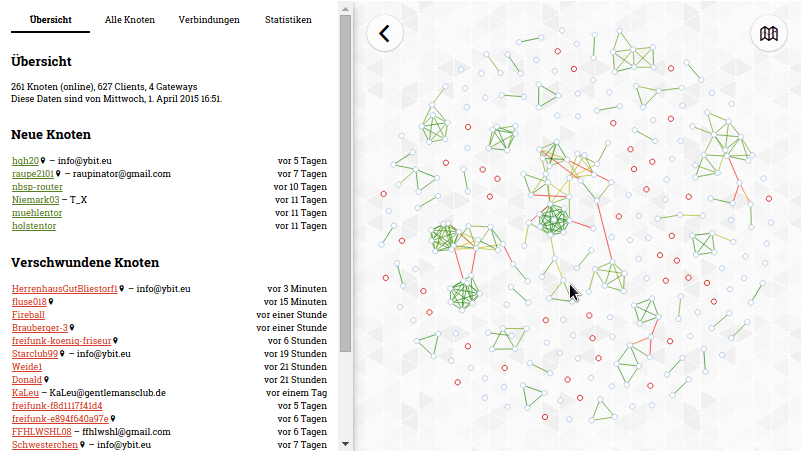 Übersicht Alle Knoten Verbindungen Statistiken
Übersicht
261 Knoten (online), 627 Clients, 4 Gateways
Diese Daten sind von Mittwoch, 1. April 2015 16:51.
Neue Knoten
hgh20 – info@ybit.eu vor 5 Tagen
raupe2101 – raupinator@gmail.com vor 7 Tagen
nbsp-router vor 10 Tagen
Niemark03 – T_X vor 11 Tagen
muehlentor vor 11 Tagen
holstentor vor 11 Tagen
Verschwundene Knoten
HerrenhausGutBliestorf1 – info@ybit.eu vor 3 Minuten
fluse018 vor 15 Minuten
Fireball vor einer Stunde
Brauberger-3 vor einer Stunde
freifunk-koenig-friseur vor 6 Stunden
Starclub99 – info@ybit.eu vor 19 Stunden
Weide1 vor 21 Stunden
Donald vor 21 Stunden
KaLeu – KaLeu@gentlemansclub.de vor einem Tag
freifunk-f8d1117f41d4 vor 5 Tagen
freifunk-e894f640a97e vor 6 Tagen
FFHLWSHL08 – ffhlwshl@gmail.com vor 6 Tagen
Schwesterchen – info@ybit.eu vor 7 Tagen